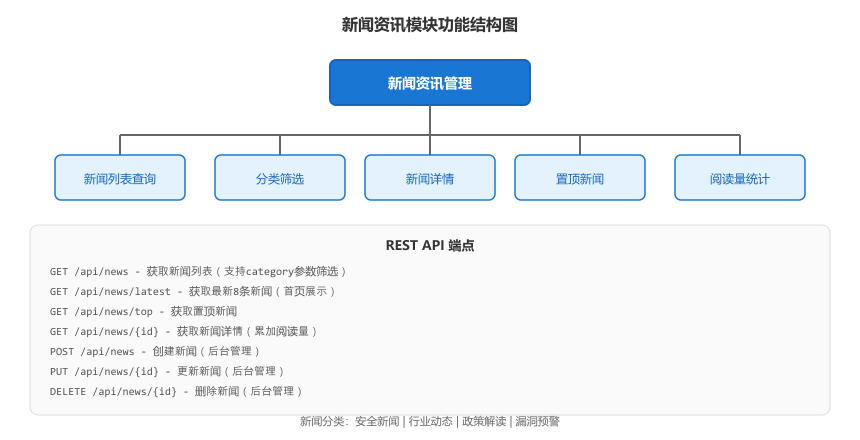 新闻资讯模块功能结构图
新闻资讯管理
新闻列表查询
分类筛选
新闻详情
置顶新闻
阅读量统计
REST API 端点
GET /api/news - 获取新闻列表（支持category参数筛选）
GET /api/news/latest - 获取最新8条新闻（首页展示）
GET /api/news/top - 获取置顶新闻
GET /api/news/{id} - 获取新闻详情（累加阅读量）
POST /api/news - 创建新闻（后台管理）
PUT /api/news/{id} - 更新新闻（后台管理）
DELETE /api/news/{id} - 删除新闻（后台管理）
新闻分类：安全新闻 | 行业动态 | 政策解读 | 漏洞预警